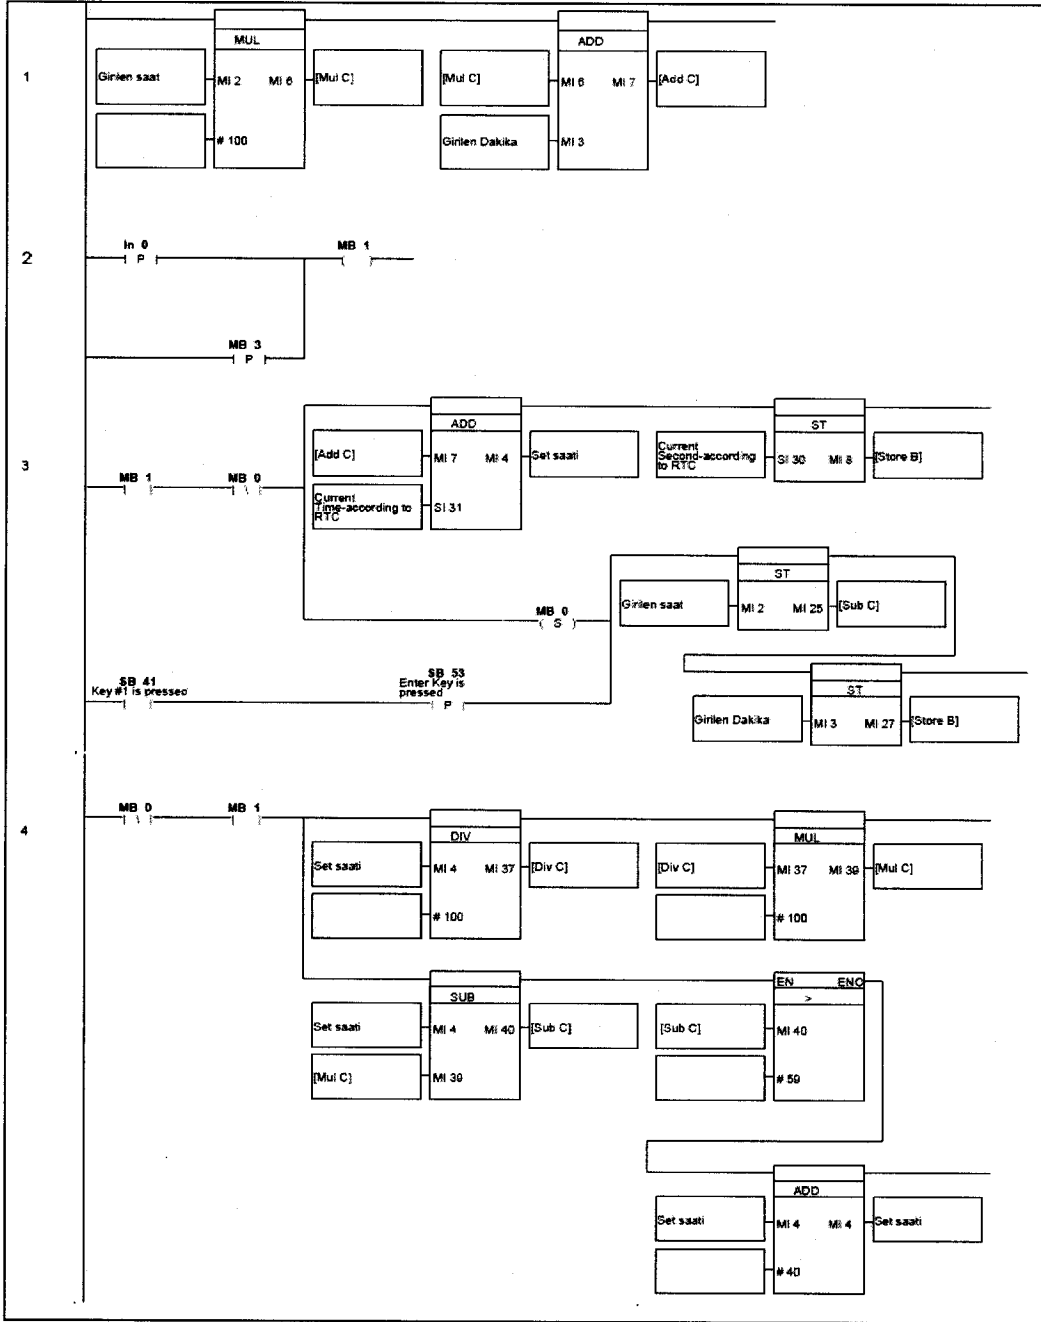 1
MUL
Girilen saat
MI 2 MI 6
[Mul C]
# 100
ADD
[Mul C]
MI 6 MI 7
[Add C]
Girilen Dakika
MI 3
2
In 0
P
MB 1
MB 3
P
3
MB 1
MB 0
ADD
[Add C]
MI 7 MI 4
Set saati
Current
Time-according to
RTC
SI 31
ST
Current
Second-according
to RTC
SI 30 MI 8
[Store B]
MB 0
S
ST
Girilen saat
MI 2 MI 25
[Sub C]
SB 41
Key #1 is pressed
SB 53
Enter Key is
pressed
P
ST
Girilen Dakika
MI 3 MI 27
[Store B]
4
MB 0
MB 1
DIV
Set saati
MI 4 MI 37
[Div C]
# 100
MUL
[Div C]
MI 37 MI 39
[Mul C]
# 100
SUB
Set saati
MI 4 MI 40
[Sub C]
[Mul C]
MI 39
EN ENO
>
[Sub C]
MI 40
# 59
ADD
Set saati
MI 4 MI 4
Set saati
# 40